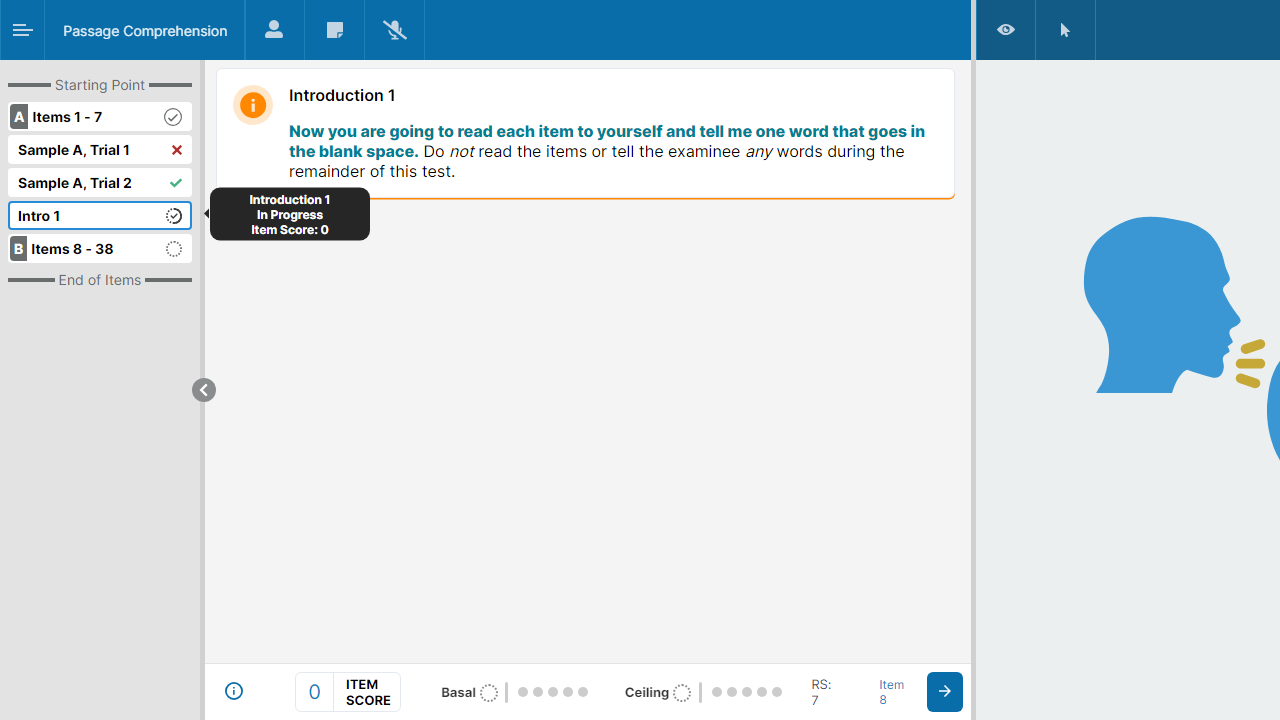 Passage Comprehension
Starting Point
A Items 1 - 7
Sample A, Trial 1
Sample A, Trial 2
Intro 1
B Items 8 - 38
End of Items
Introduction 1
Now you are going to read each item to yourself and tell me one word that goes in
the blank space. Do not read the items or tell the examinee any words during the
remainder of this test.
Introduction 1
In Progress
Item Score: 0
0 ITEM
SCORE
Basal
Ceiling
RS:
7
Item
8